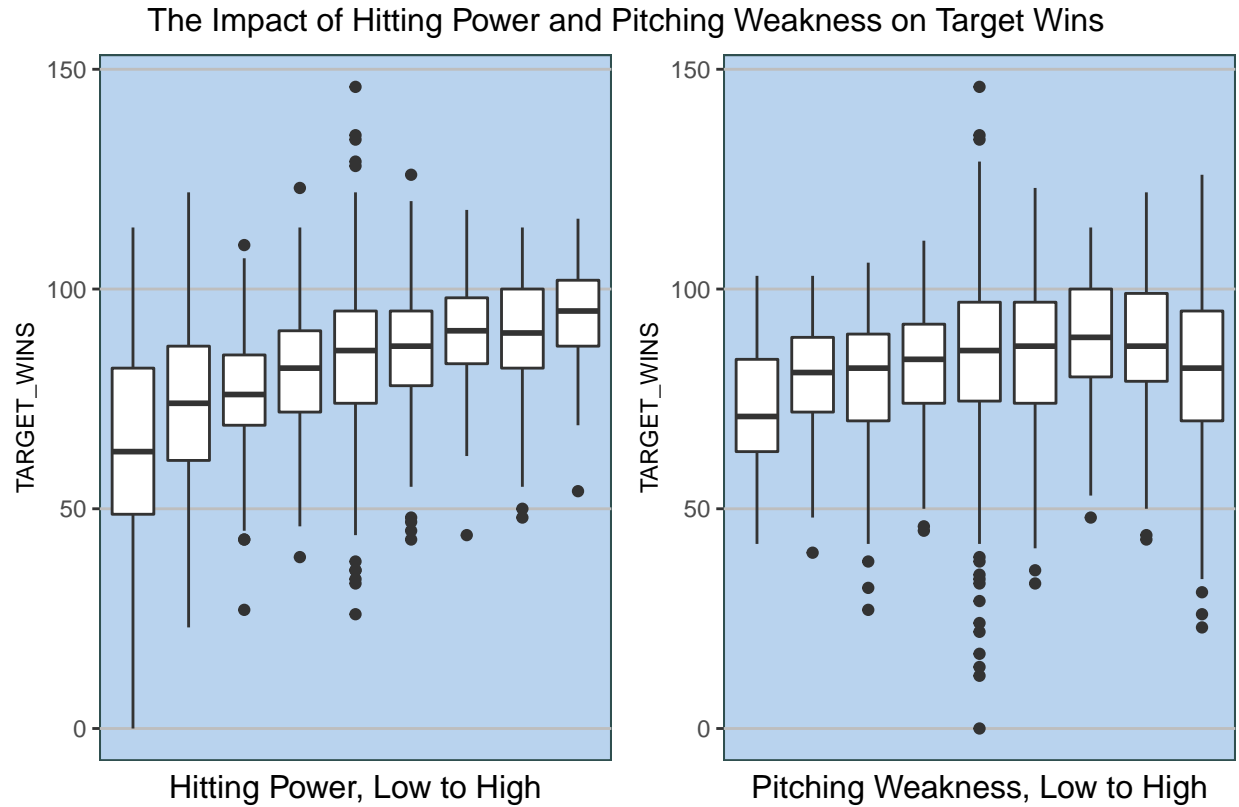 The Impact of Hitting Power and Pitching Weakness on Target Wins
150
100
50
0
TARGET_WINS
Hitting Power, Low to High
150
100
50
0
TARGET_WINS
Pitching Weakness, Low to High